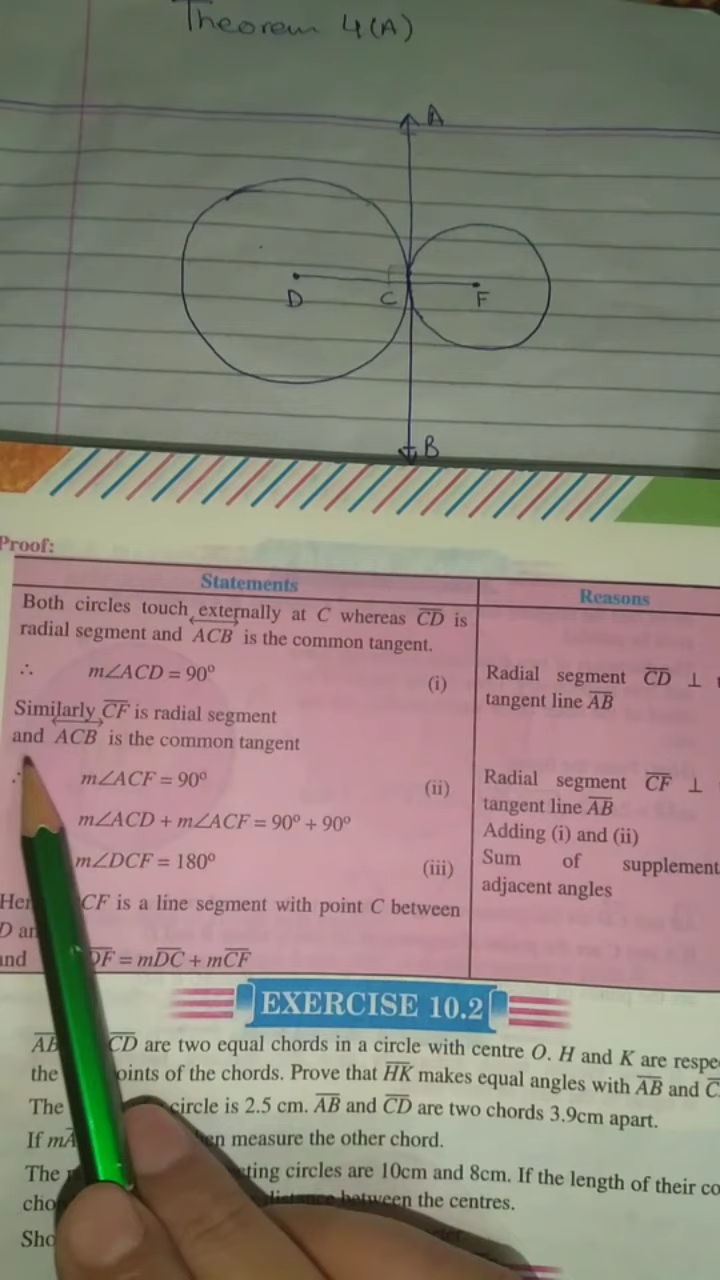 Theorem 4(A)
A
D C F
B
Proof:
Statements Reasons
Both circles touch externally at C whereas CD is
radial segment and ACB is the common tangent.
∴ m∠ACD = 90° (i)
Radial segment CD ⊥
tangent line AB
Similarly CF is radial segment
and ACB is the common tangent
∴ m∠ACF = 90° (ii)
Radial segment CF ⊥
tangent line AB
m∠ACD + m∠ACF = 90° + 90°
Adding (i) and (ii)
m∠DCF = 180° (iii)
Sum of
adjacent angles
CF is a line segment with point C between
D
and = mDC + mCF
EXERCISE 10.2
AB CD are two equal chords in a circle with centre O. H and K are
the of the chords. Prove that HK makes equal angles with AB and
The circle is 2.5 cm. AB and CD are two chords 3.9cm apart.
If measure the other chord.
The circles are 10cm and 8cm. If the length of their
distance between the centres.